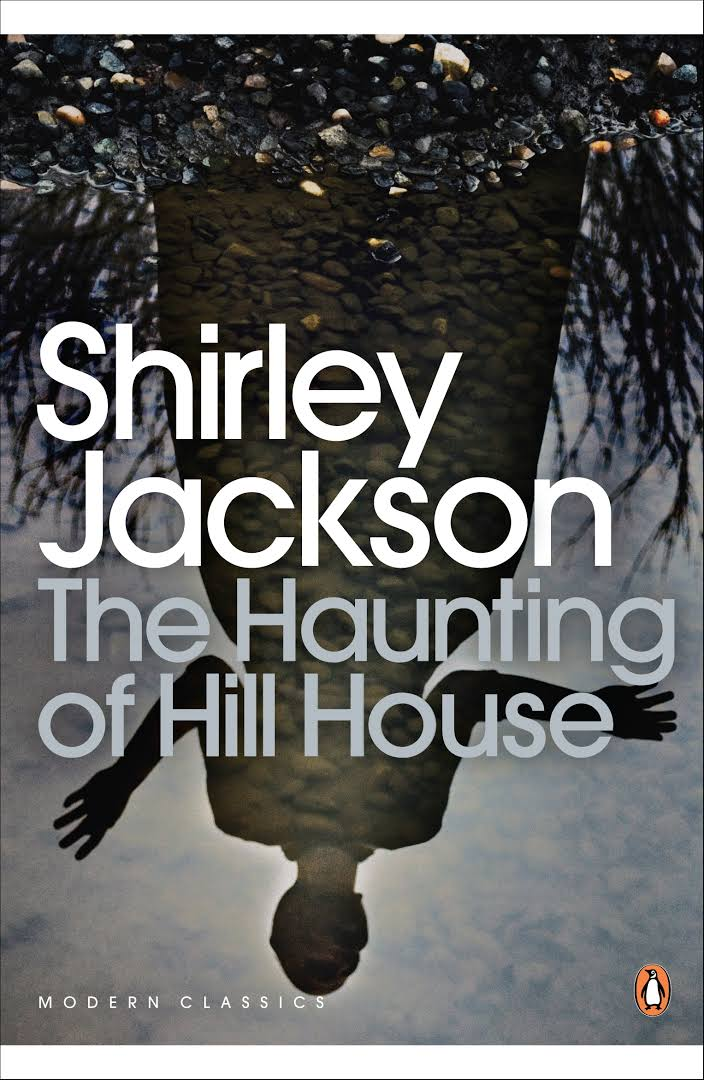 Shirley
Jackson
The Haunting
of Hill House
MODERN CLASSICS